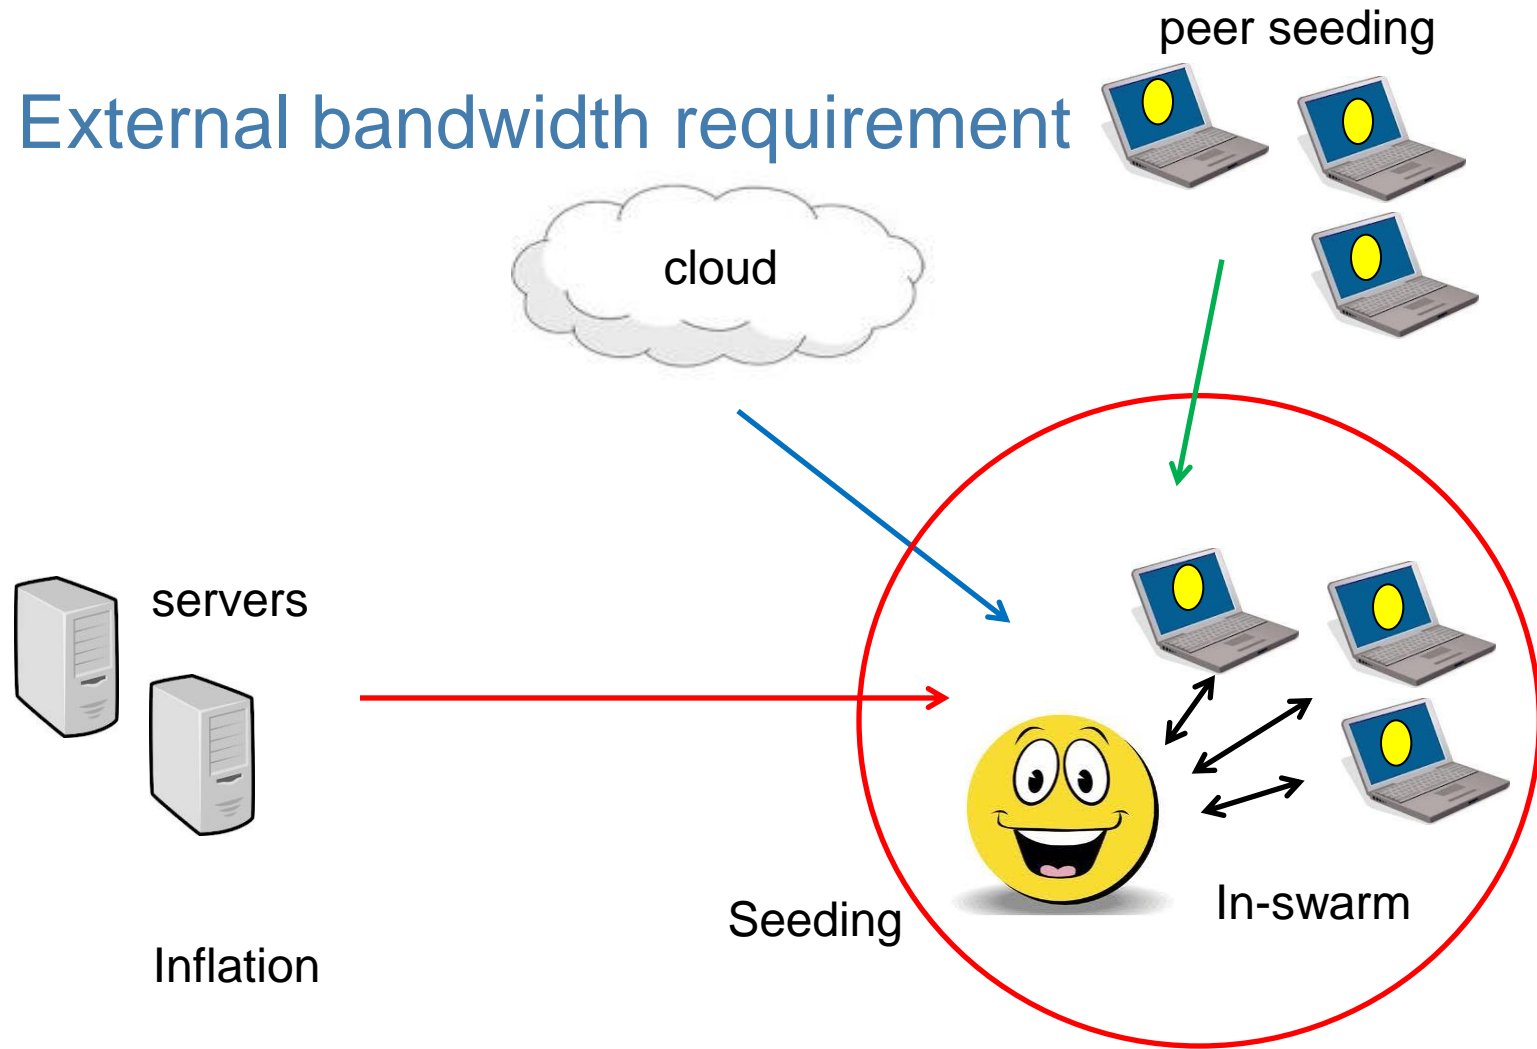 peer seeding
External bandwidth requirement
cloud
servers
In-swarm
Seeding
Inflation